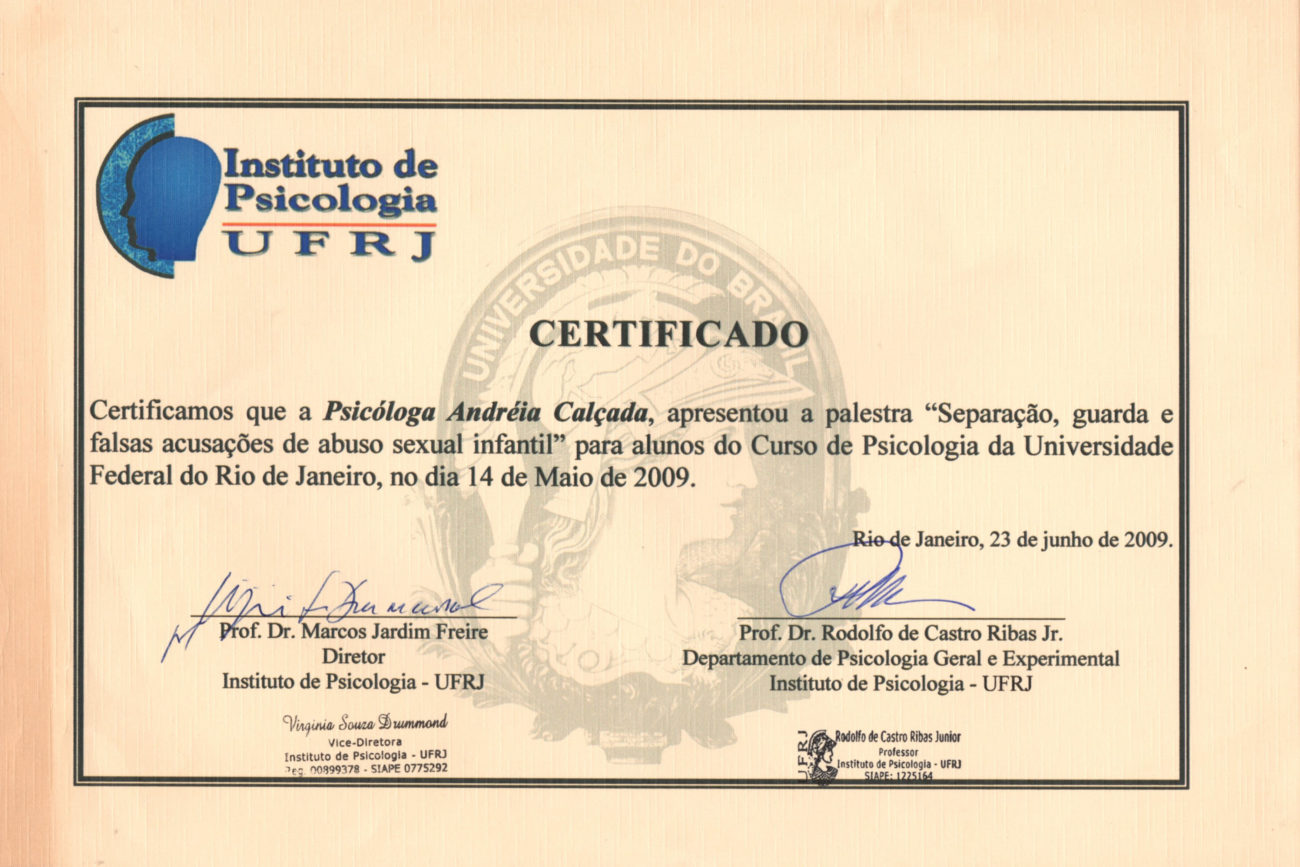 Instituto de
Psicologia
UFRJ
UNIVERSIDADE DO BRASIL
CERTIFICADO
Certificamos que a Psicóloga Andréia Calçada, apresentou a palestra “Separação, guarda e
falsas acusações de abuso sexual infantil” para alunos do Curso de Psicologia da Universidade
Federal do Rio de Janeiro, no dia 14 de Maio de 2009.
Rio de Janeiro, 23 de junho de 2009.
Prof. Dr. Marcos Jardim Freire
Diretor
Instituto de Psicologia - UFRJ
Prof. Dr. Rodolfo de Castro Ribas Jr.
Departamento de Psicologia Geral e Experimental
Instituto de Psicologia - UFRJ
Virginia Souza Drummond
Vice-Diretora
Instituto de Psicologia - UFRJ
Reg. 00899378 - SIAPE 0775292
UFRJ
Rodolfo de Castro Ribas Junior
Professor
Instituto de Psicologia - UFRJ
SIAPE: 1225164